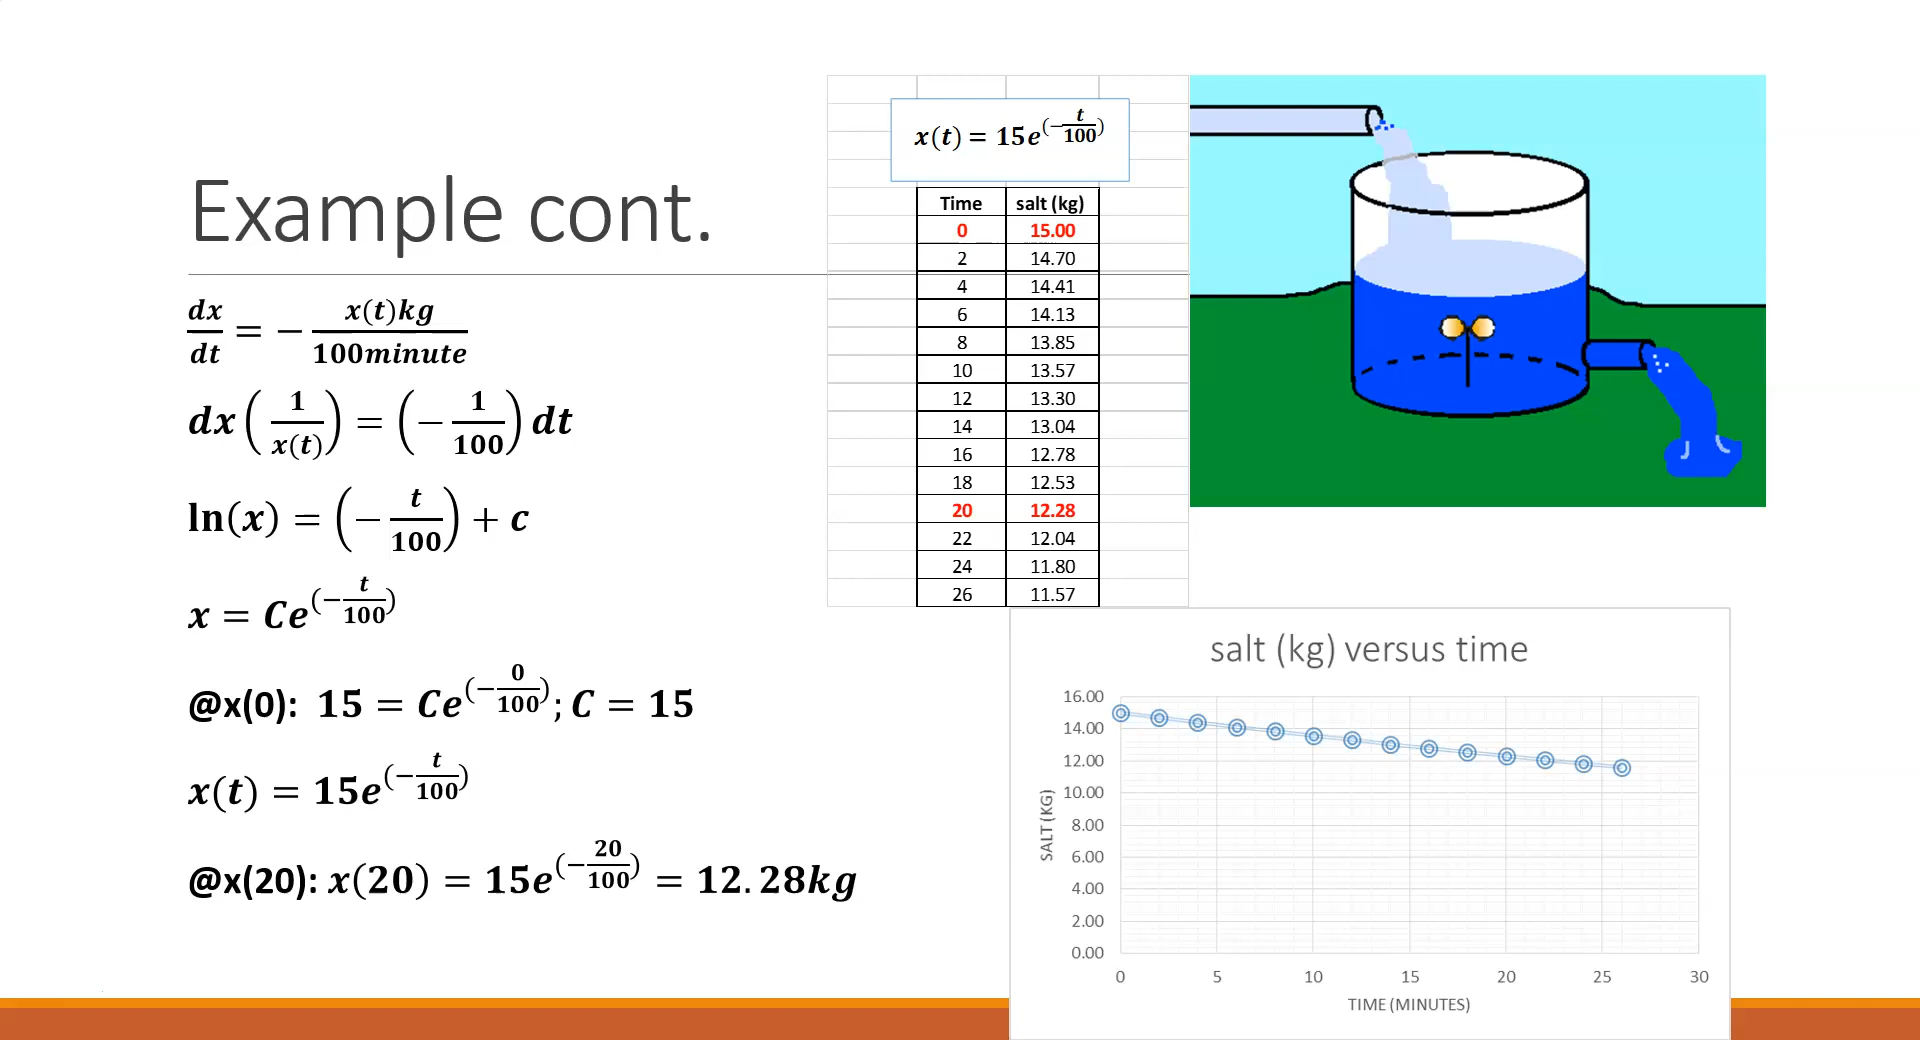 Example cont.
dx/dt = − x(t)kg/100minute
dx(1/x(t)) = (−1/100)dt
ln(x) = (−t/100) + c
x = Ce^(−t/100)
@x(0): 15 = Ce^(−0/100); C = 15
x(t) = 15e^(−t/100)
@x(20): x(20) = 15e^(−20/100) = 12.28kg
x(t) = 15e^(−t/100)
Time salt (kg)
0 15.00
2 14.70
4 14.41
6 14.13
8 13.85
10 13.57
12 13.30
14 13.04
16 12.78
18 12.53
20 12.28
22 12.04
24 11.80
26 11.57
salt (kg) versus time
16.00
14.00
12.00
10.00
8.00
6.00
4.00
2.00
0.00
SALT (KG)
0 5 10 15 20 25 30
TIME (MINUTES)